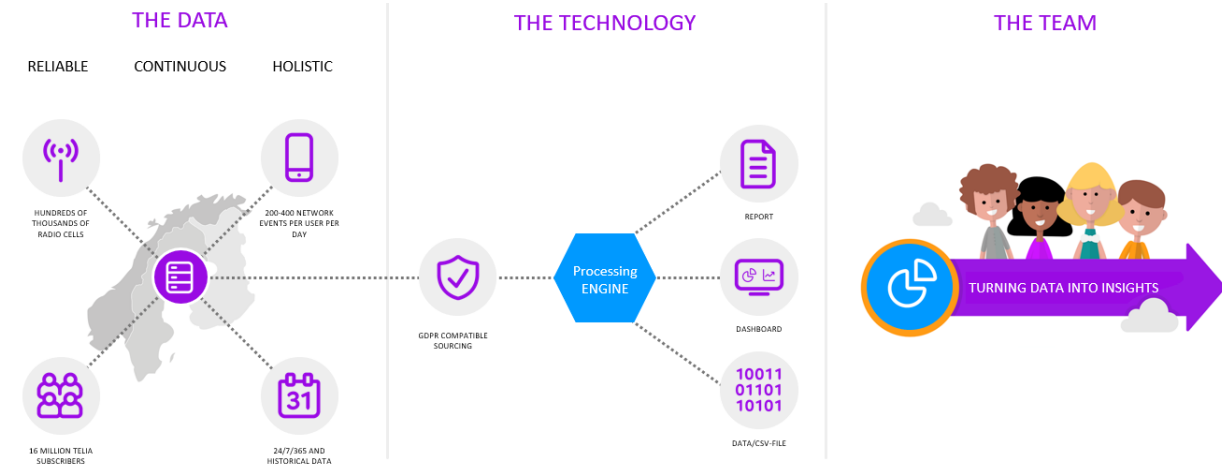 THE DATA
RELIABLE
CONTINUOUS
HOLISTIC
HUNDREDS OF
THOUSANDS OF
RADIO CELLS
200-400 NETWORK
EVENTS PER USER PER
DAY
16 MILLION TELIA
SUBSCRIBERS
31
24/7/365 AND
HISTORICAL DATA
THE TECHNOLOGY
GDPR COMPATIBLE
SOURCING
Processing
ENGINE
REPORT
DASHBOARD
10011
01101
10101
DATA/CSV-FILE
THE TEAM
TURNING DATA INTO INSIGHTS